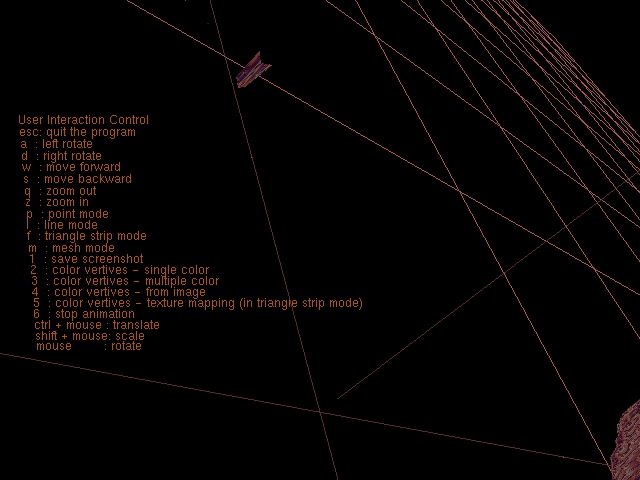 User Interaction Control
esc: quit the program
a : left rotate
d : right rotate
w : move forward
s : move backward
q : zoom out
z : zoom in
p : point mode
l : line mode
f : triangle strip mode
m : mesh mode
1 : save screenshot
2 : color vertives - single color
3 : color vertives - multiple color
4 : color vertives - from image
5 : color vertives - texture mapping (in triangle strip mode)
6 : stop animation
ctrl + mouse : translate
shift + mouse: scale
mouse : rotate